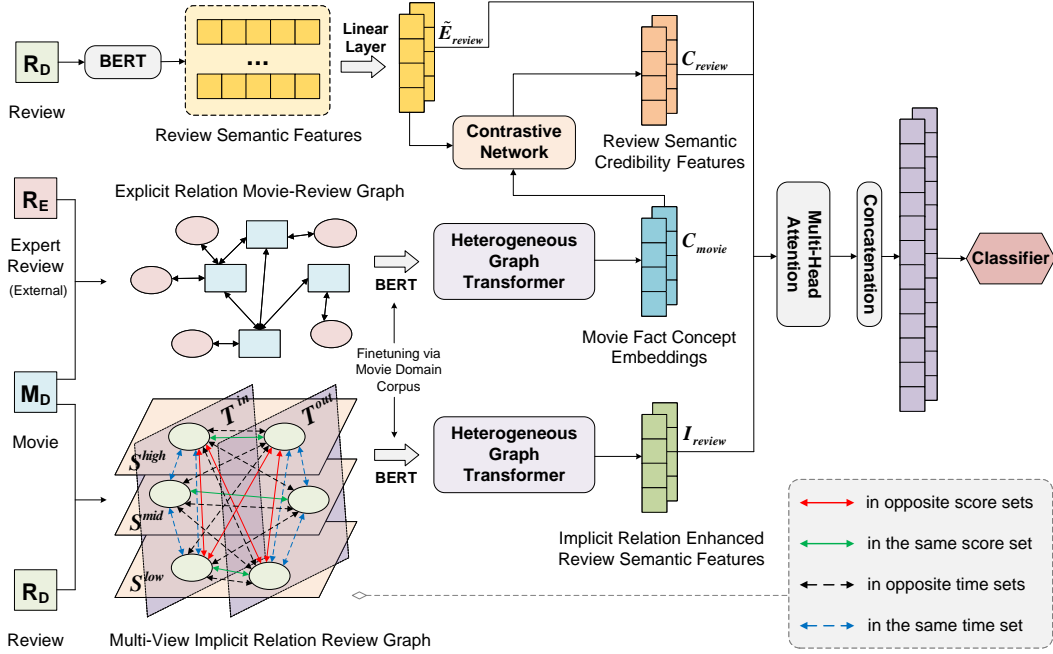 R_D
Review
BERT
...
Review Semantic Features
Linear
Layer
Ẽ_review
C_review
Contrastive
Network
Review Semantic
Credibility Features
R_E
Expert
Review
(External)
Explicit Relation Movie-Review Graph
BERT
Heterogeneous
Graph
Transformer
C_movie
Movie Fact Concept
Embeddings
Multi-Head
Attention
Concatenation
Classifier
Finetuning via
Movie Domain
Corpus
M_D
Movie
T^in
T^out
S^high
S^mid
S^low
BERT
Heterogeneous
Graph
Transformer
I_review
Implicit Relation Enhanced
Review Semantic Features
R_D
Review
Multi-View Implicit Relation Review Graph
in opposite score sets
in the same score set
in opposite time sets
in the same time set